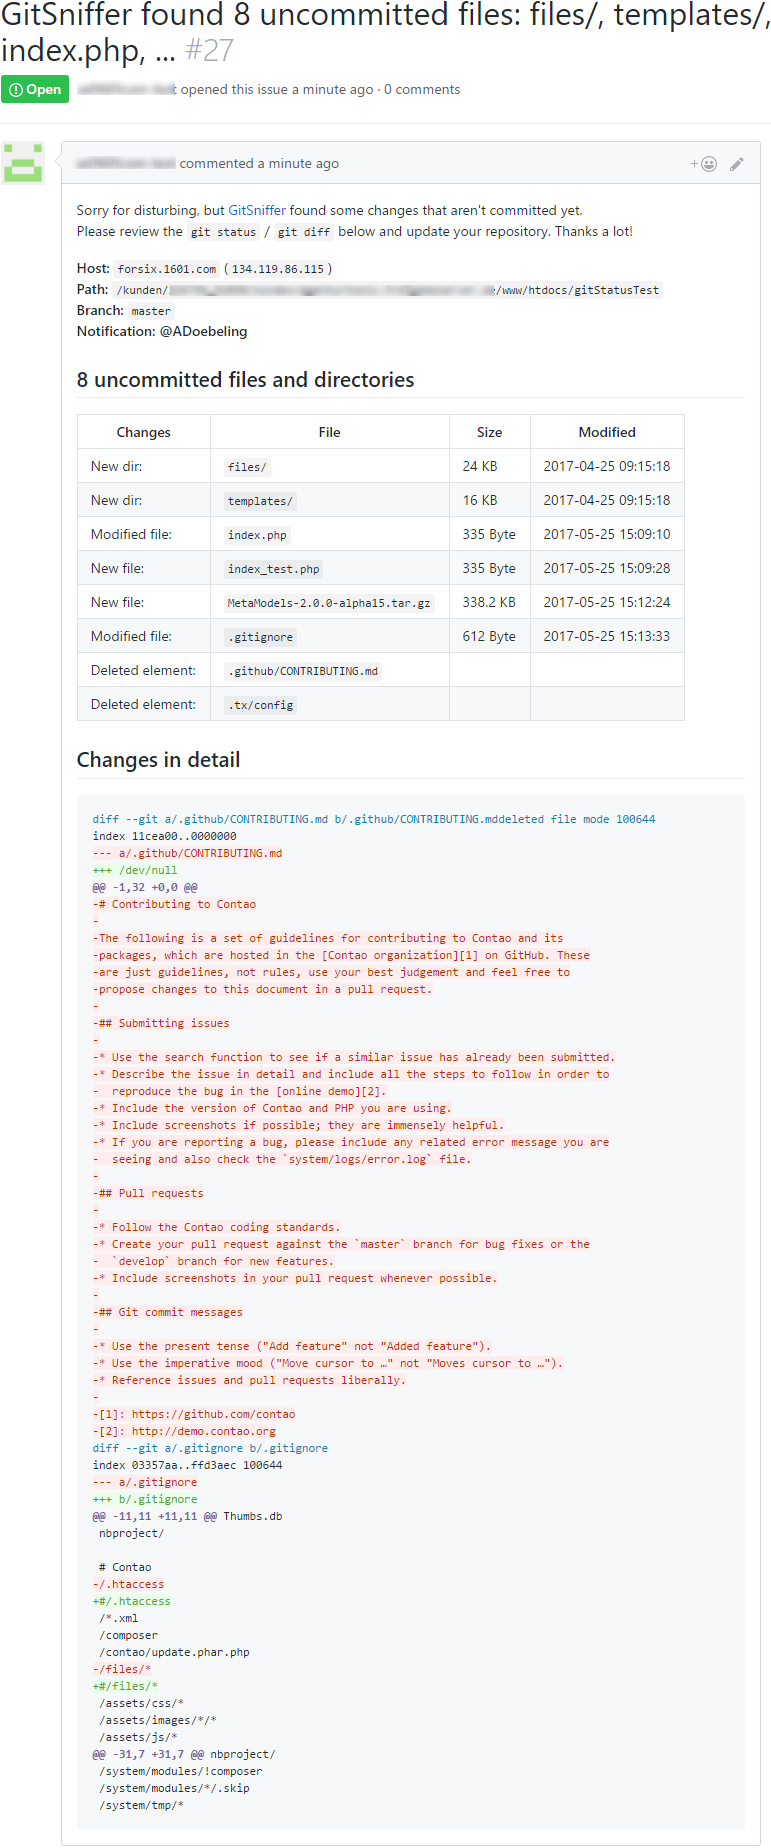 GitSniffer found 8 uncommitted files: files/, templates/,
index.php, ... #27
Open opened this issue a minute ago · 0 comments
commented a minute ago
Sorry for disturbing, but GitSniffer found some changes that aren't committed yet.
Please review the git status / git diff below and update your repository. Thanks a lot!
Host: forsix.1601.com ( 134.119.86.115 )
Path: /kunden/ /www/htdocs/gitStatusTest
Branch: master
Notification: @ADoebeling
8 uncommitted files and directories
Changes File Size Modified
New dir: files/ 24 KB 2017-04-25 09:15:18
New dir: templates/ 16 KB 2017-04-25 09:15:18
Modified file: index.php 335 Byte 2017-05-25 15:09:10
New file: index_test.php 335 Byte 2017-05-25 15:09:28
New file: MetaModels-2.0.0-alpha15.tar.gz 338.2 KB 2017-05-25 15:12:24
Modified file: .gitignore 612 Byte 2017-05-25 15:13:33
Deleted element: .github/CONTRIBUTING.md
Deleted element: .tx/config
Changes in detail
diff --git a/.github/CONTRIBUTING.md b/.github/CONTRIBUTING.mddeleted file mode 100644
index 11cea00..0000000
--- a/.github/CONTRIBUTING.md
+++ /dev/null
@@ -1,32 +0,0 @@
-# Contributing to Contao
-
-The following is a set of guidelines for contributing to Contao and its
-packages, which are hosted in the [Contao organization][1] on GitHub. These
-are just guidelines, not rules, use your best judgement and feel free to
-propose changes to this document in a pull request.
-
-## Submitting issues
-
-* Use the search function to see if a similar issue has already been submitted.
-* Describe the issue in detail and include all the steps to follow in order to
-  reproduce the bug in the [online demo][2].
-* Include the version of Contao and PHP you are using.
-* Include screenshots if possible; they are immensely helpful.
-* If you are reporting a bug, please include any related error message you are
-  seeing and also check the `system/logs/error.log` file.
-
-## Pull requests
-
-* Follow the Contao coding standards.
-* Create your pull request against the `master` branch for bug fixes or the
-  `develop` branch for new features.
-* Include screenshots in your pull request whenever possible.
-
-## Git commit messages
-
-* Use the present tense ("Add feature" not "Added feature").
-* Use the imperative mood ("Move cursor to …" not "Moves cursor to …").
-* Reference issues and pull requests liberally.
-
-[1]: https://github.com/contao
-[2]: http://demo.contao.org
diff --git a/.gitignore b/.gitignore
index 03357aa..ffd3aec 100644
--- a/.gitignore
+++ b/.gitignore
@@ -11,11 +11,11 @@ Thumbs.db
 nbproject/
 # Contao
-/.htaccess
+#/.htaccess
 /*.xml
 /composer
 /contao/update.phar.php
-/files/*
+#/files/*
 /assets/css/*
 /assets/images/*/*
 /assets/js/*
@@ -31,7 +31,7 @@ nbproject/
 /system/modules/!composer
 /system/modules/*/.skip
 /system/tmp/*